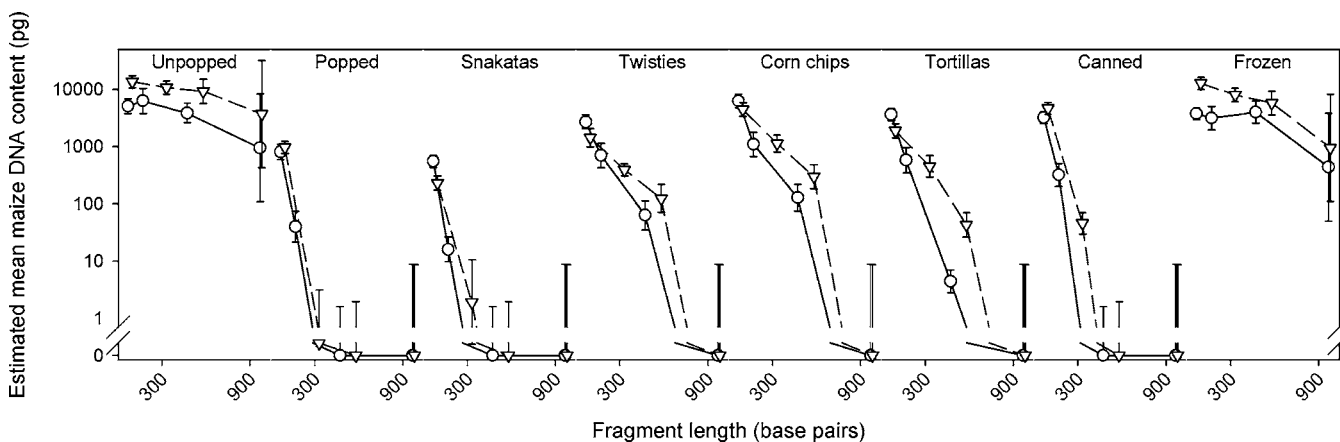 Estimated mean maize DNA content (pg)
Unpopped Popped Snakatas Twisties Corn chips Tortillas Canned Frozen
10000
1000
100
10
1
0
300 900 300 900 300 900 300 900 300 900 300 900 300 900 300 900
Fragment length (base pairs)